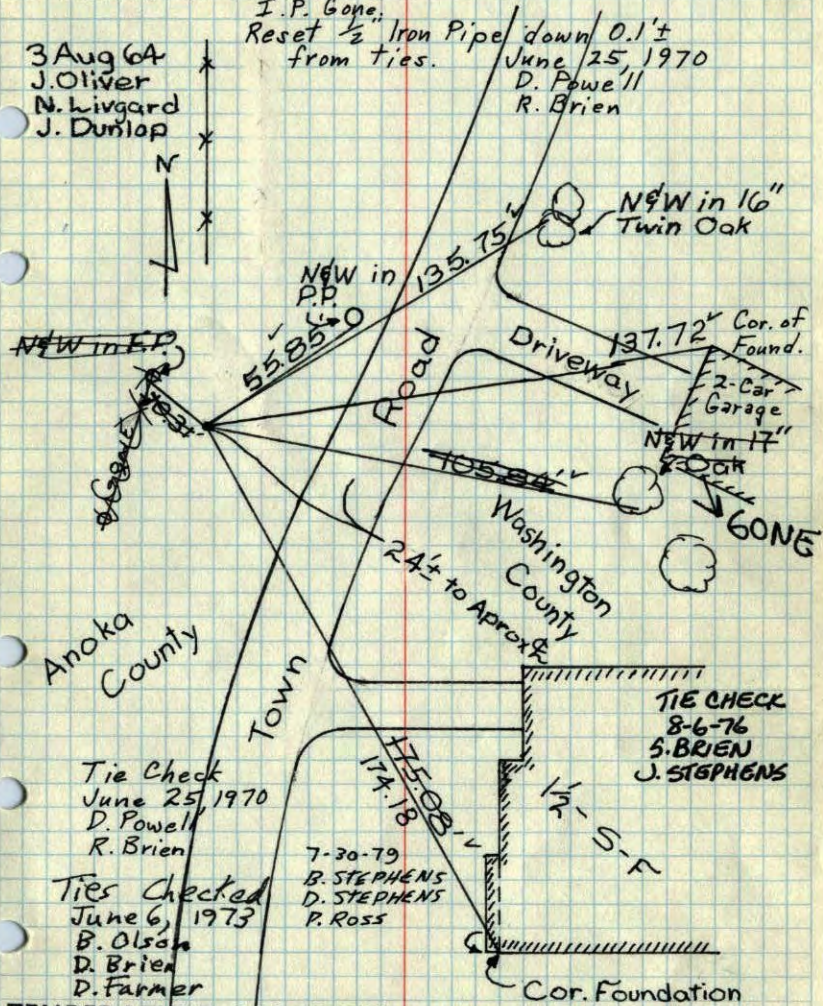 I.P. Gone.
Reset 1/2" Iron Pipe down 0.1'±
from ties.
June 25, 1970
D. Powell
R. Brien
3 Aug 64
J. Oliver
N. Livgard
J. Dunlop
N
N&W in 16"
Twin Oak
N&W in
P.P.
135.75'
55.85'
N&W in F.P.
Gone
137.72'
Cor. of
Found.
2-Car
Garage
Driveway
Road
N&W in 17"
Oak
GONE
105.84'
Washington
County
24'± to Aprox ℄
Anoka
County
Town
TIE CHECK
8-6-76
S. BRIEN
J. STEPHENS
175.08'
174.18
1 1/2 - S - F
Tie Check
June 25, 1970
D. Powell
R. Brien
7-30-79
B. STEPHENS
D. STEPHENS
P. ROSS
Ties Checked
June 6, 1973
B. Olson
D. Brien
D. Farmer
Cor. Foundation